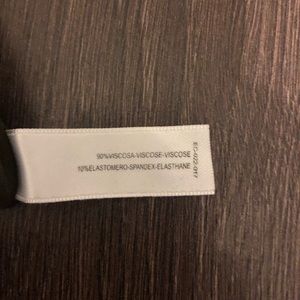 90%VISCOSA-VISCOSE-VISCOSE
10%ELASTOMERO-SPANDEX-ELASTHANE